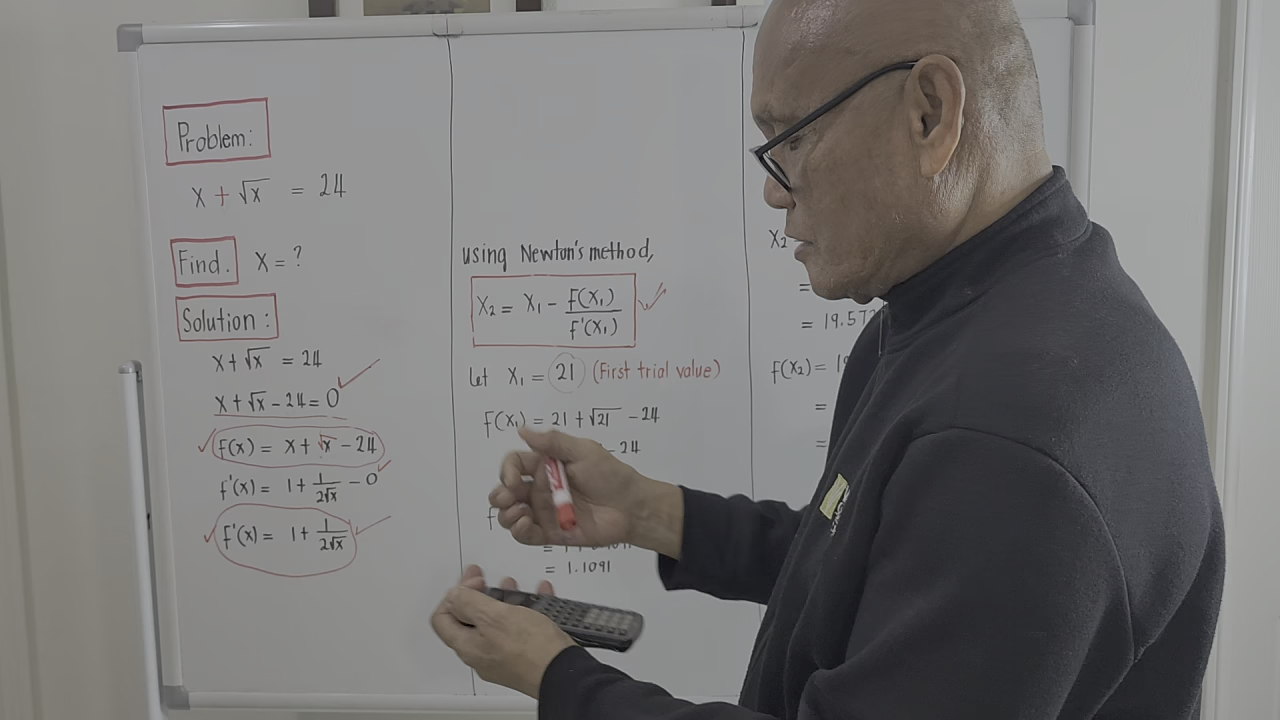 Problem:
x + √x = 24
Find. x = ?
Solution:
x + √x = 24
x + √x - 24 = 0
f(x) = x + √x - 24
f'(x) = 1 + 1/2√x - 0
f'(x) = 1 + 1/2√x
using Newton's method,
x₂ = x₁ - f(x₁)/f'(x₁)
let x₁ = 21 (First trial value)
f(x₁) = 21 + √21 - 24
- 24
f
=
= 1.1091
x₂
=
= 19.57
f(x₂) = 1
=
=